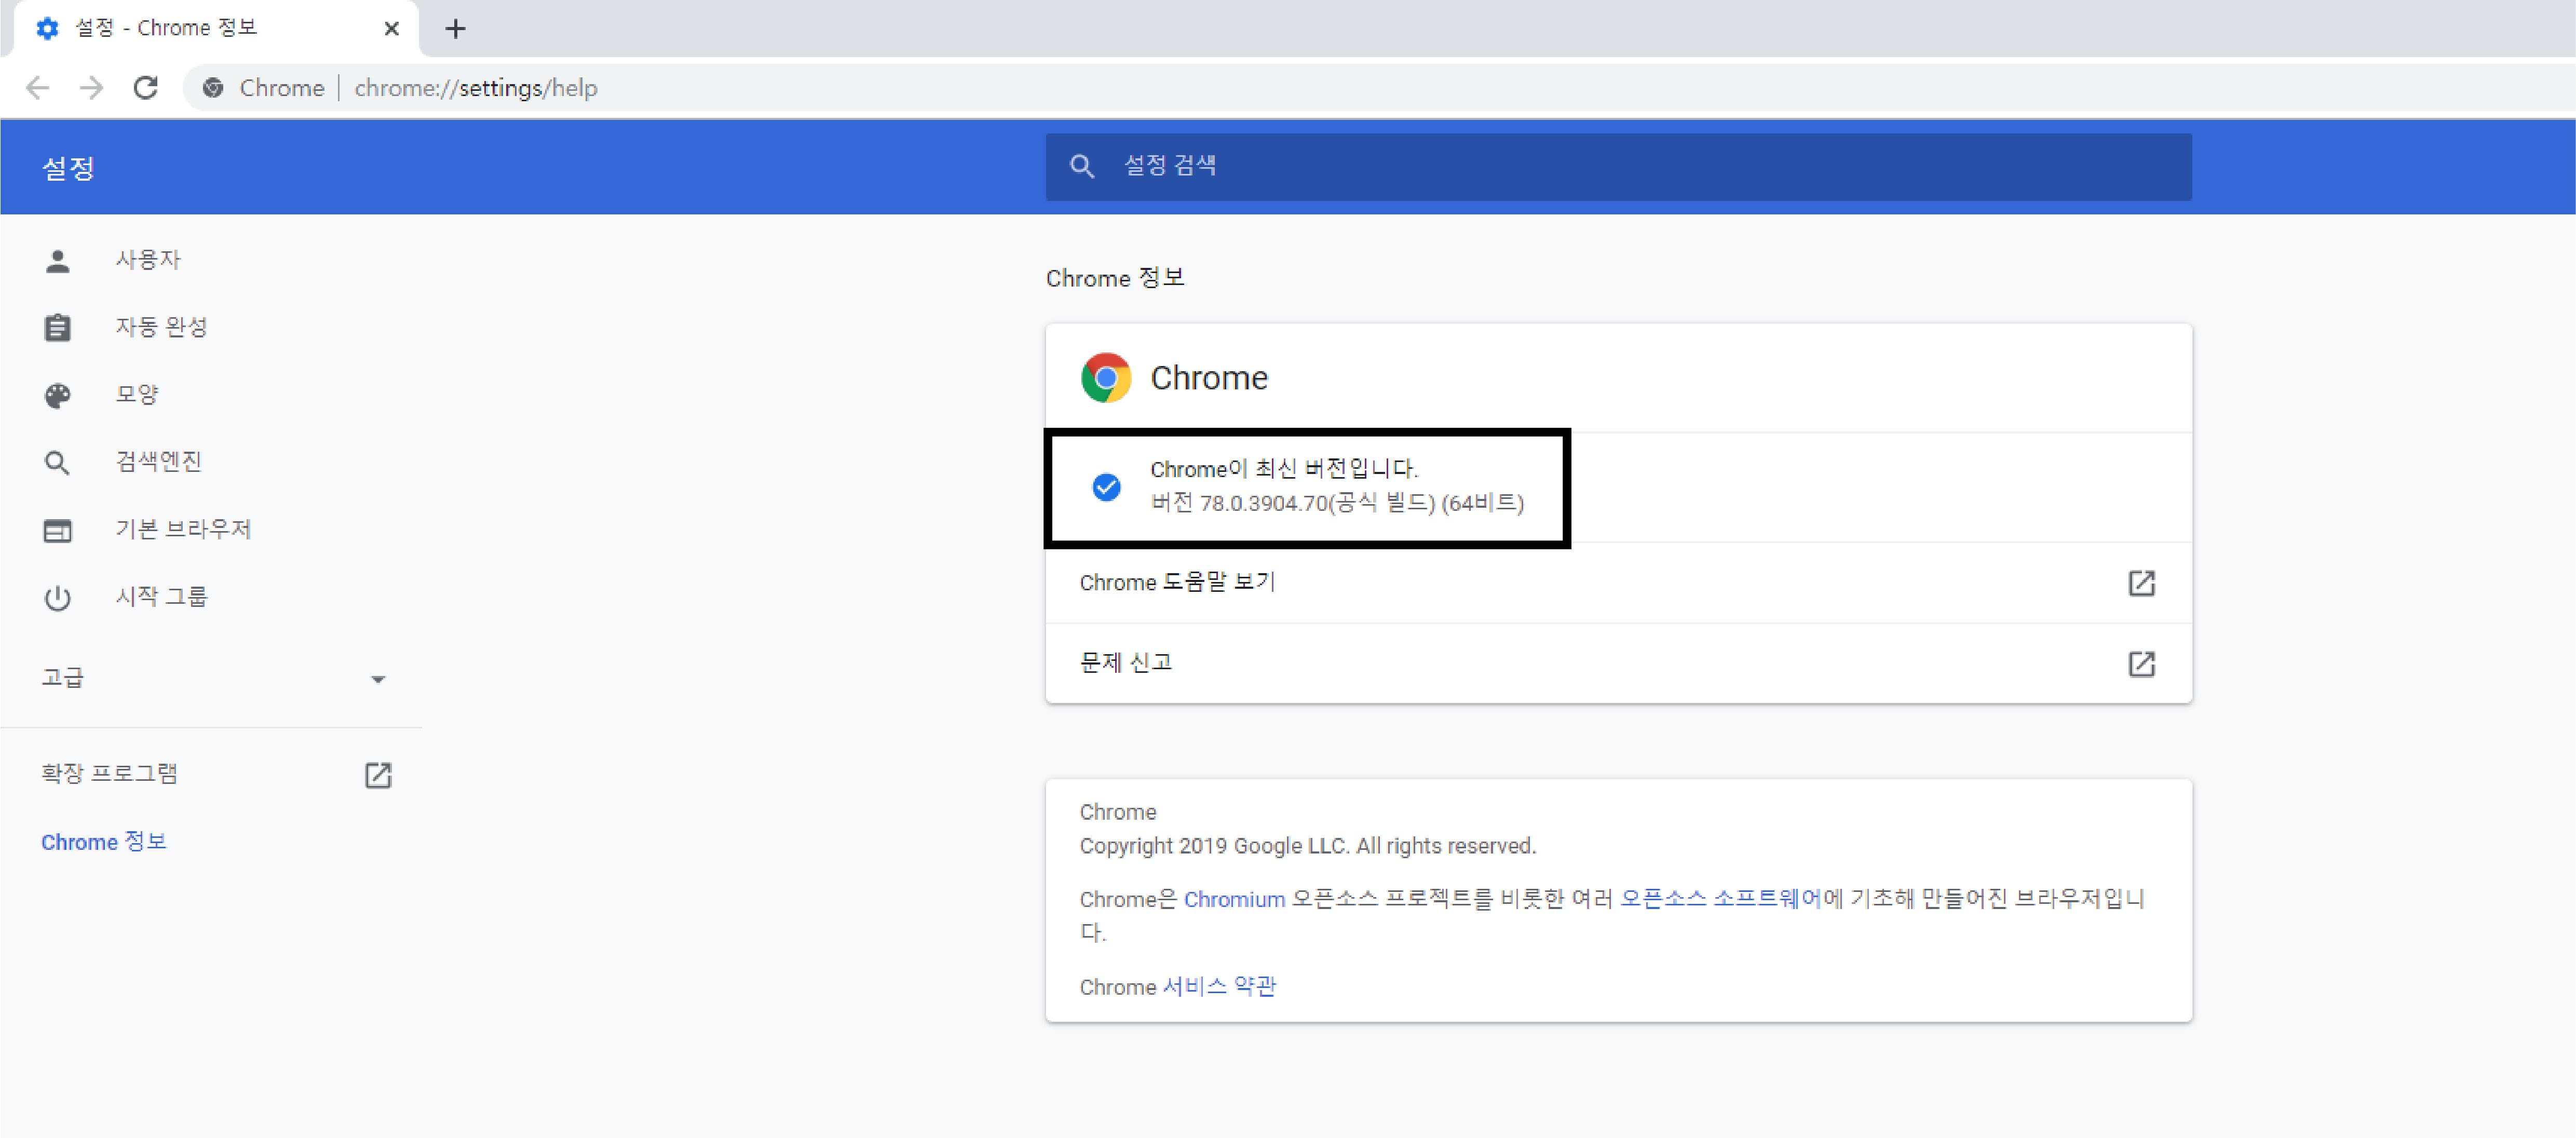 설정 - Chrome 정보
Chrome | chrome://settings/help
설정
설정 검색
사용자
자동 완성
모양
검색엔진
기본 브라우저
시작 그룹
고급
확장 프로그램
Chrome 정보
Chrome 정보
Chrome
Chrome이 최신 버전입니다.
버전 78.0.3904.70(공식 빌드) (64비트)
Chrome 도움말 보기
문제 신고
Chrome
Copyright 2019 Google LLC. All rights reserved.
Chrome은 Chromium 오픈소스 프로젝트를 비롯한 여러 오픈소스 소프트웨어에 기초해 만들어진 브라우저입니
다.
Chrome 서비스 약관